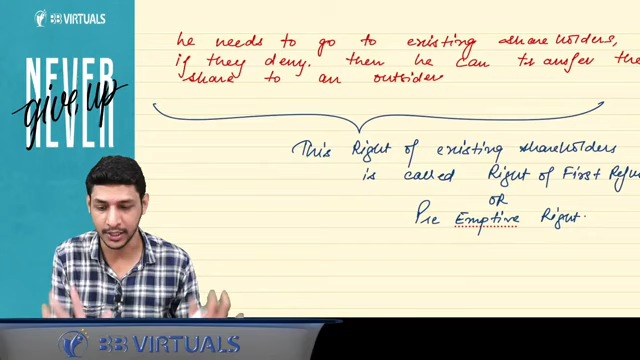 BB VIRTUALS
NEVER
give up
NEVER
he needs to go to existing shareholders,
if they deny. then he can transfer the
share to an outsider
This Right of existing shareholders
is called Right of First Refu
OR
Pre Emptive Right.
BB VIRTUALS